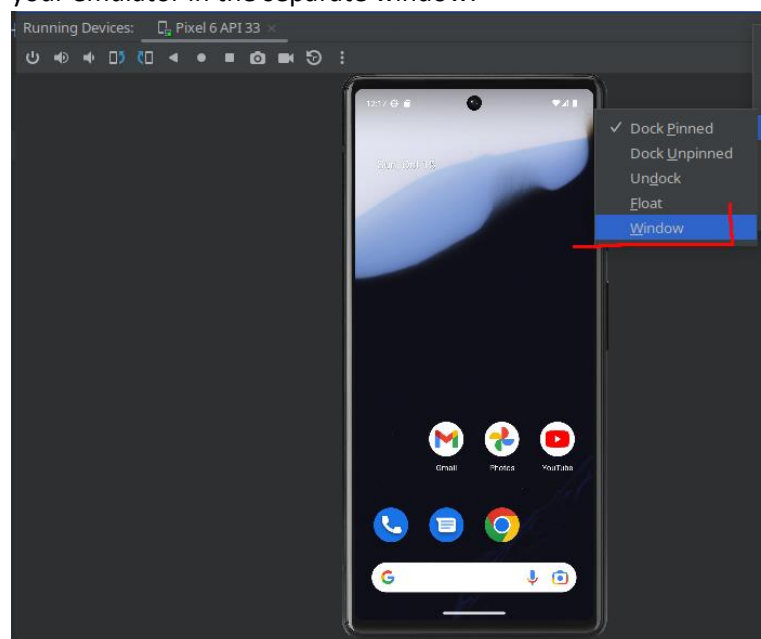 your emulator in the separate window.
Running Devices: Pixel 6 API 33
Dock Pinned
Dock Unpinned
Undock
Float
Window
Gmail
Photos
YouTube